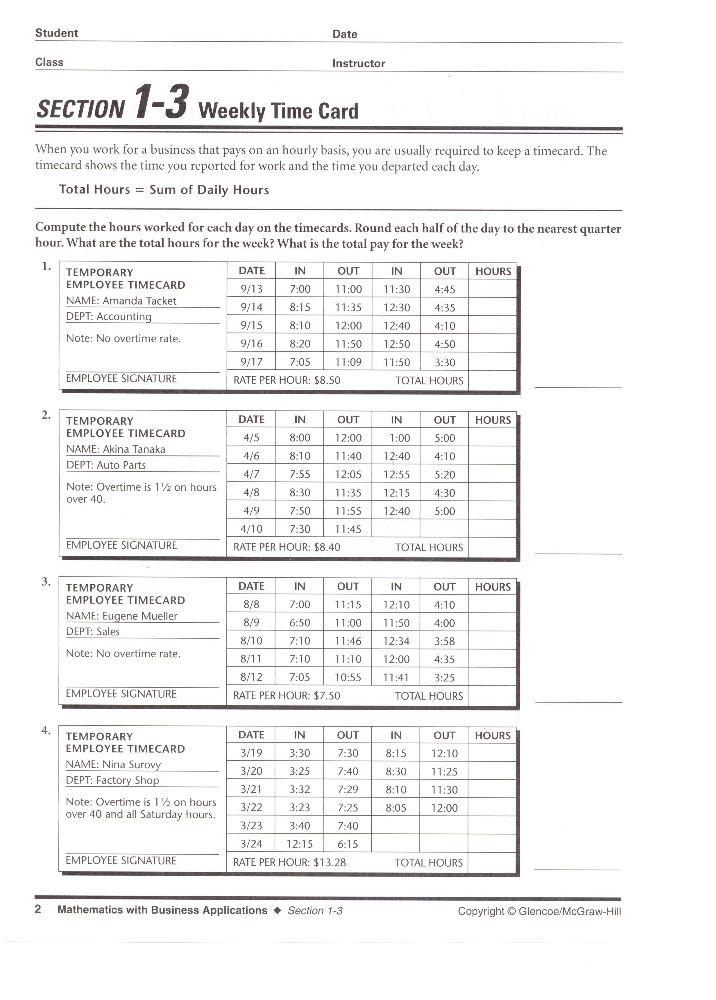 Student Date
Class Instructor
SECTION 1-3 Weekly Time Card
When you work for a business that pays on an hourly basis, you are usually required to keep a timecard. The
timecard shows the time you reported for work and the time you departed each day.
Total Hours = Sum of Daily Hours
Compute the hours worked for each day on the timecards. Round each half of the day to the nearest quarter
hour. What are the total hours for the week? What is the total pay for the week?
1.
TEMPORARY
EMPLOYEE TIMECARD
NAME: Amanda Tacket
DEPT: Accounting
Note: No overtime rate.
EMPLOYEE SIGNATURE
DATE IN OUT IN OUT HOURS
9/13 7:00 11:00 11:30 4:45
9/14 8:15 11:35 12:30 4:35
9/15 8:10 12:00 12:40 4:10
9/16 8:20 11:50 12:50 4:50
9/17 7:05 11:09 11:50 3:30
RATE PER HOUR: $8.50 TOTAL HOURS
2.
TEMPORARY
EMPLOYEE TIMECARD
NAME: Akina Tanaka
DEPT: Auto Parts
Note: Overtime is 1½ on hours
over 40.
EMPLOYEE SIGNATURE
DATE IN OUT IN OUT HOURS
4/5 8:00 12:00 1:00 5:00
4/6 8:10 11:40 12:40 4:10
4/7 7:55 12:05 12:55 5:20
4/8 8:30 11:35 12:15 4:30
4/9 7:50 11:55 12:40 5:00
4/10 7:30 11:45
RATE PER HOUR: $8.40 TOTAL HOURS
3.
TEMPORARY
EMPLOYEE TIMECARD
NAME: Eugene Mueller
DEPT: Sales
Note: No overtime rate.
EMPLOYEE SIGNATURE
DATE IN OUT IN OUT HOURS
8/8 7:00 11:15 12:10 4:10
8/9 6:50 11:00 11:50 4:00
8/10 7:10 11:46 12:34 3:58
8/11 7:10 11:10 12:00 4:35
8/12 7:05 10:55 11:41 3:25
RATE PER HOUR: $7.50 TOTAL HOURS
4.
TEMPORARY
EMPLOYEE TIMECARD
NAME: Nina Surovy
DEPT: Factory Shop
Note: Overtime is 1½ on hours
over 40 and all Saturday hours.
EMPLOYEE SIGNATURE
DATE IN OUT IN OUT HOURS
3/19 3:30 7:30 8:15 12:10
3/20 3:25 7:40 8:30 11:25
3/21 3:32 7:29 8:10 11:30
3/22 3:23 7:25 8:05 12:00
3/23 3:40 7:40
3/24 12:15 6:15
RATE PER HOUR: $13.28 TOTAL HOURS
2 Mathematics with Business Applications ◆ Section 1-3 Copyright © Glencoe/McGraw-Hill